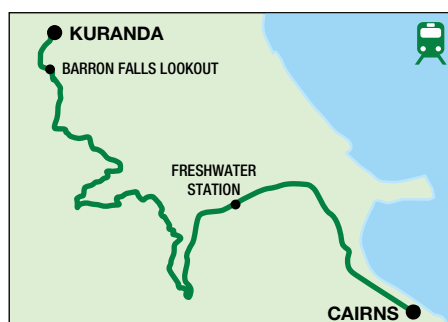 KURANDA
BARRON FALLS LOOKOUT
FRESHWATER
STATION
CAIRNS